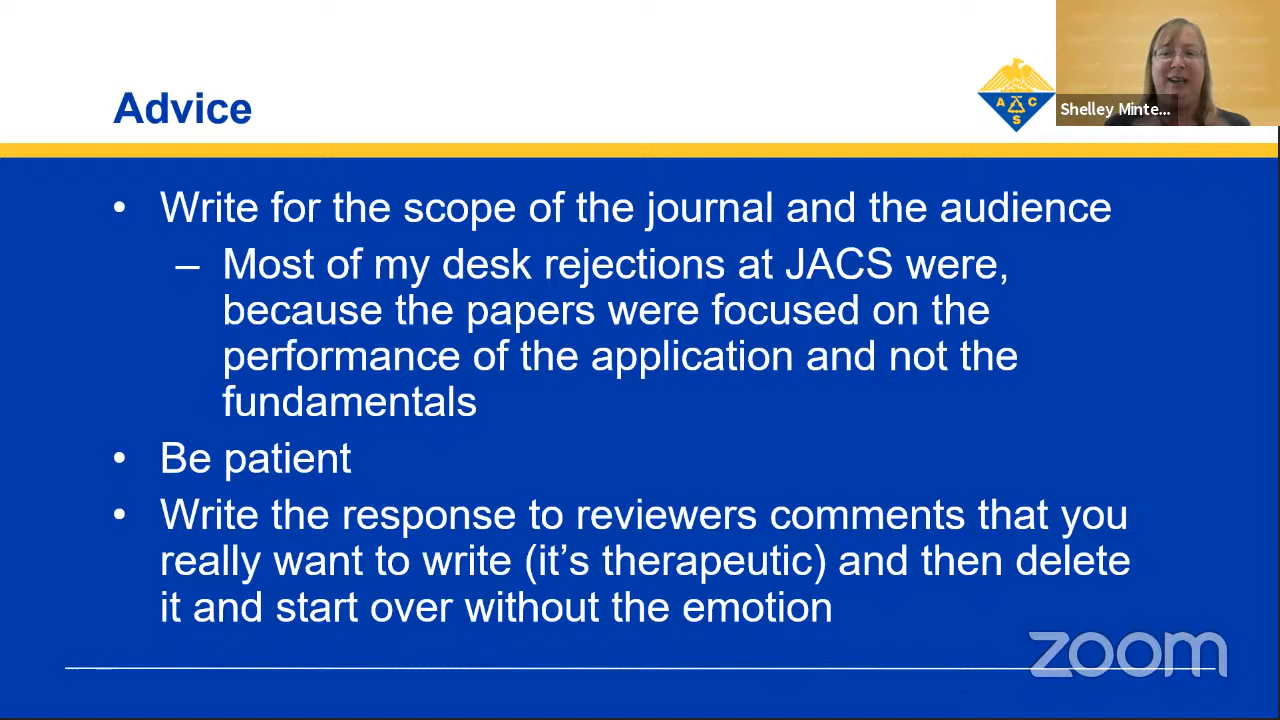 Advice
A C
S
Shelley Minte...
• Write for the scope of the journal and the audience
– Most of my desk rejections at JACS were,
because the papers were focused on the
performance of the application and not the
fundamentals
• Be patient
• Write the response to reviewers comments that you
really want to write (it’s therapeutic) and then delete
it and start over without the emotion
zoom